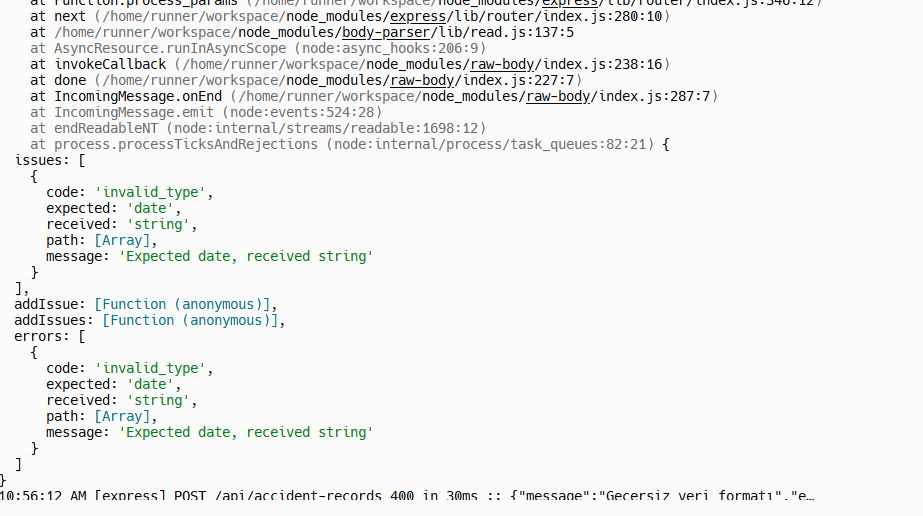 at Function.process_params (/home/runner/workspace/node_modules/express/lib/router/index.js:346:12)
    at next (/home/runner/workspace/node_modules/express/lib/router/index.js:280:10)
    at /home/runner/workspace/node_modules/body-parser/lib/read.js:137:5
    at AsyncResource.runInAsyncScope (node:async_hooks:206:9)
    at invokeCallback (/home/runner/workspace/node_modules/raw-body/index.js:238:16)
    at done (/home/runner/workspace/node_modules/raw-body/index.js:227:7)
    at IncomingMessage.onEnd (/home/runner/workspace/node_modules/raw-body/index.js:287:7)
    at IncomingMessage.emit (node:events:524:28)
    at endReadableNT (node:internal/streams/readable:1698:12)
    at process.processTicksAndRejections (node:internal/process/task_queues:82:21) {
  issues: [
    {
      code: 'invalid_type',
      expected: 'date',
      received: 'string',
      path: [Array],
      message: 'Expected date, received string'
    }
  ],
  addIssue: [Function (anonymous)],
  addIssues: [Function (anonymous)],
  errors: [
    {
      code: 'invalid_type',
      expected: 'date',
      received: 'string',
      path: [Array],
      message: 'Expected date, received string'
    }
  ]
}
10:56:12 AM [express] POST /api/accident-records 400 in 30ms :: {"message":"Geçersiz veri formatı","e…